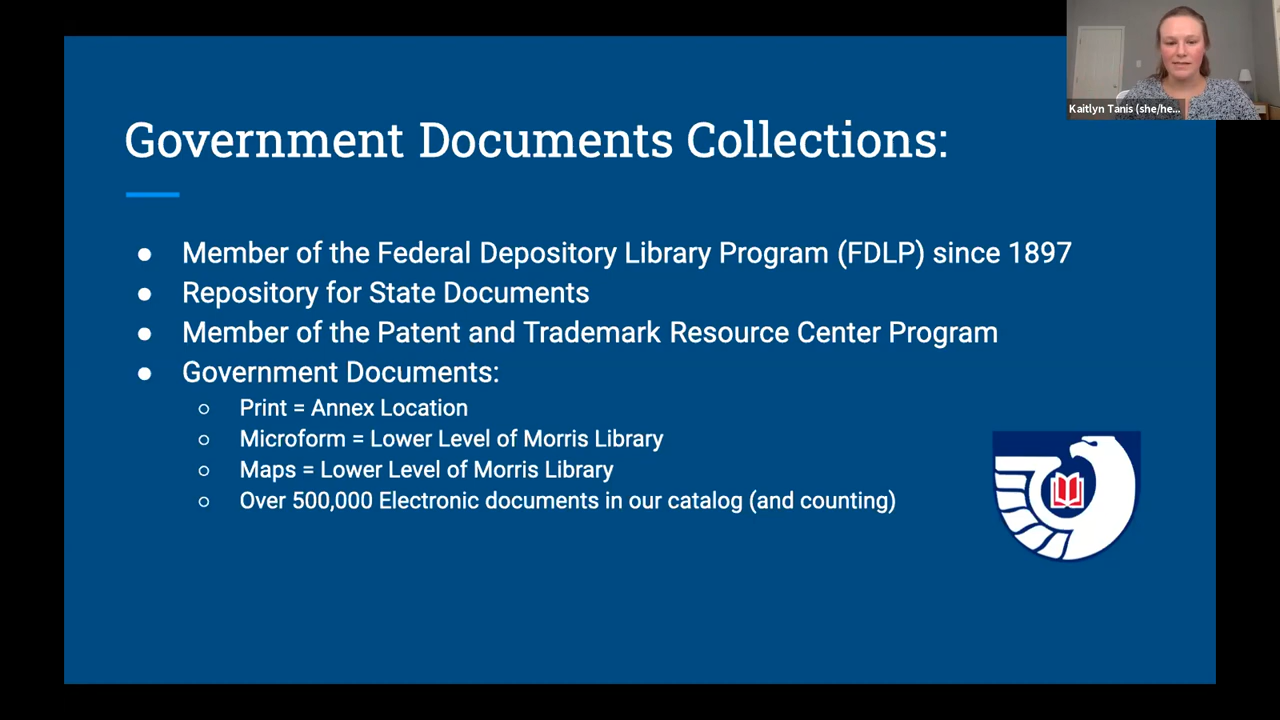 Kaitlyn Tanis (she/he...
Government Documents Collections:
● Member of the Federal Depository Library Program (FDLP) since 1897
● Repository for State Documents
● Member of the Patent and Trademark Resource Center Program
● Government Documents:
○ Print = Annex Location
○ Microform = Lower Level of Morris Library
○ Maps = Lower Level of Morris Library
○ Over 500,000 Electronic documents in our catalog (and counting)